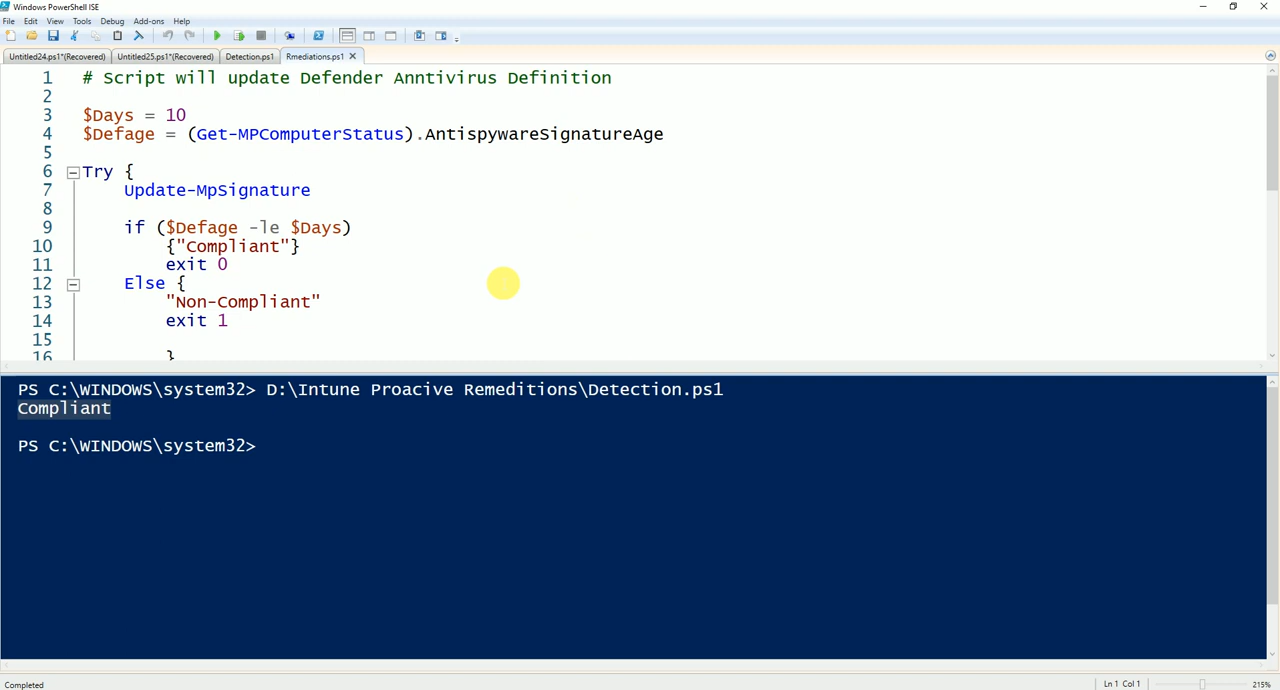 Windows PowerShell ISE
File Edit View Tools Debug Add-ons Help
Untitled24.ps1*(Recovered) Untitled25.ps1*(Recovered) Detection.ps1 Rmediations.ps1
1 # Script will update Defender Anntivirus Definition
2
3 $Days = 10
4 $Defage = (Get-MPComputerStatus).AntispywareSignatureAge
5
6 Try {
7 Update-MpSignature
8
9 if ($Defage -le $Days)
10 {"Compliant"}
11 exit 0
12 Else {
13 "Non-Compliant"
14 exit 1
15
16 }
PS C:\WINDOWS\system32> D:\Intune Proacive Remeditions\Detection.ps1
Compliant
PS C:\WINDOWS\system32>
Completed Ln 1 Col 1 215%